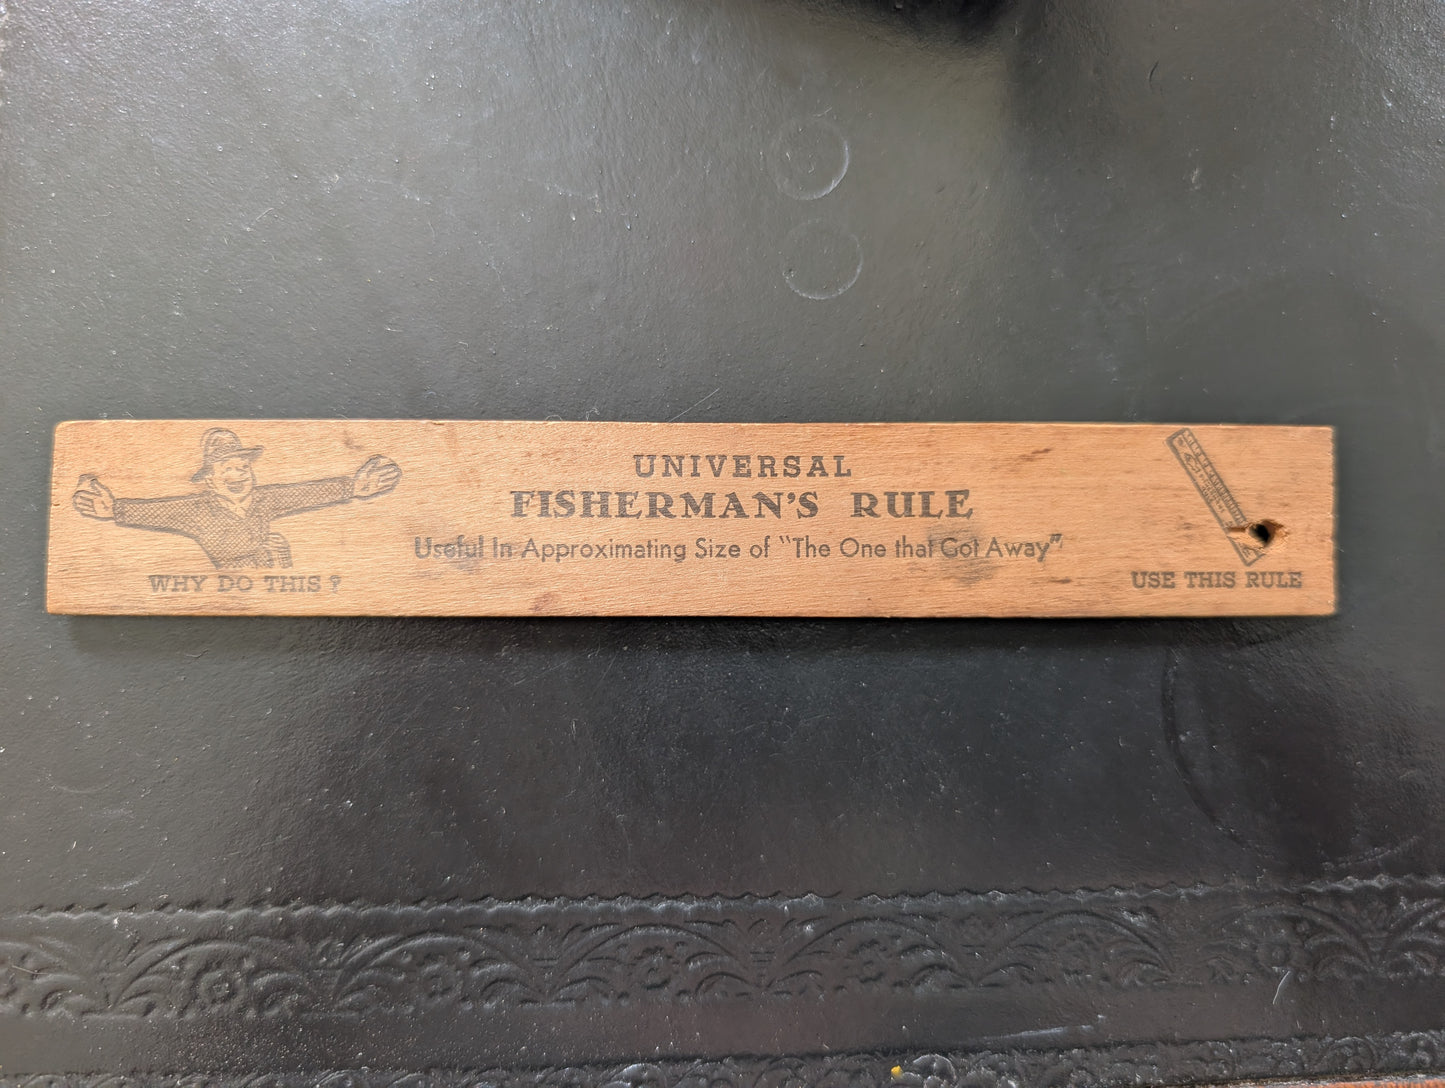 UNIVERSAL
FISHERMAN'S RULE
Useful In Approximating Size of "The One that Got Away"
WHY DO THIS?
USE THIS RULE